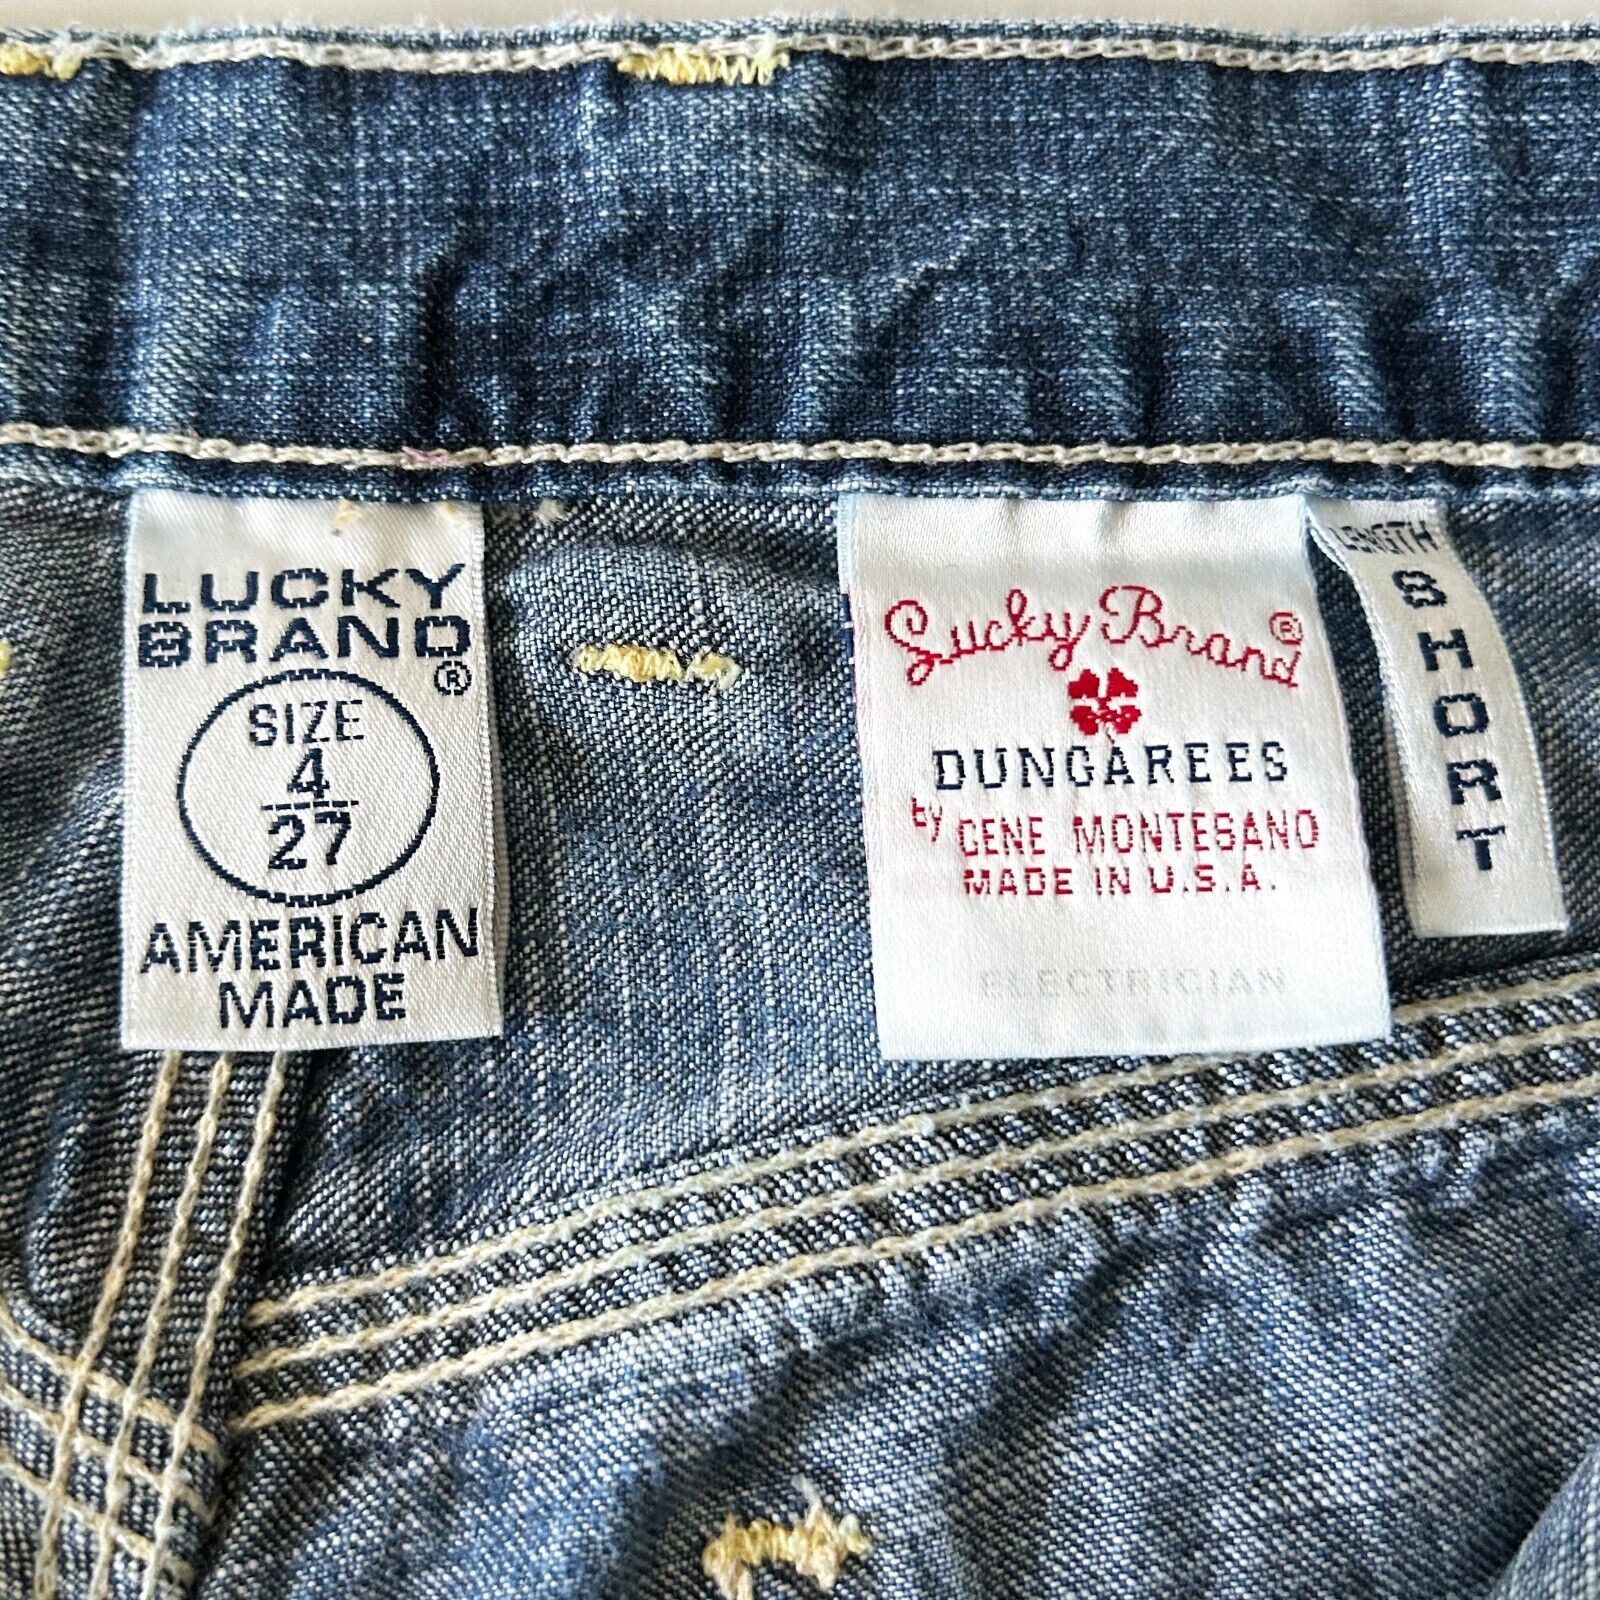 LUCKY
BRAND
®
SIZE
4
27
AMERICAN
MADE
Lucky Brand ®
DUNGAREES
By GENE MONTESANO
MADE IN U.S.A.
ELECTRICIAN
LENGTH
SHORT